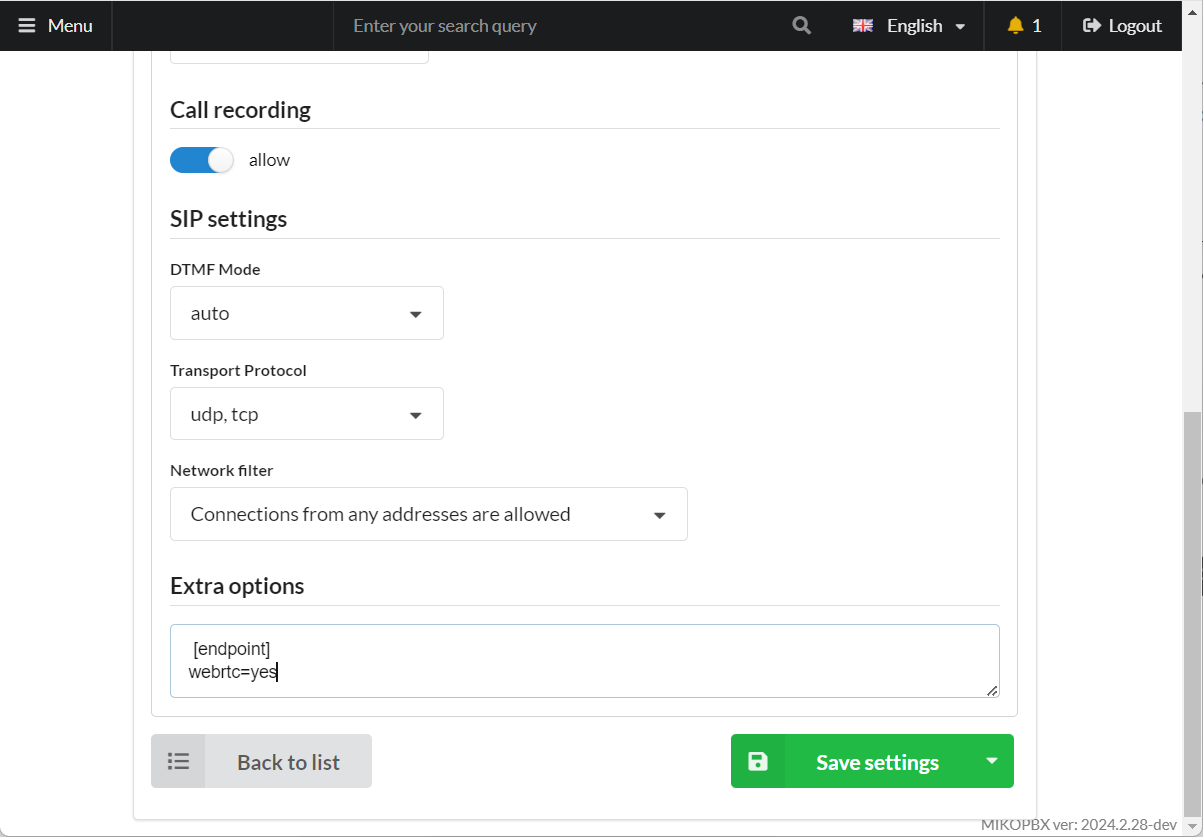 Menu
Enter your search query
English
1
Logout
Call recording
allow
SIP settings
DTMF Mode
auto
Transport Protocol
udp, tcp
Network filter
Connections from any addresses are allowed
Extra options
[endpoint]
webrtc=yes
Back to list
Save settings
MIKOPBX ver: 2024.2.28-dev